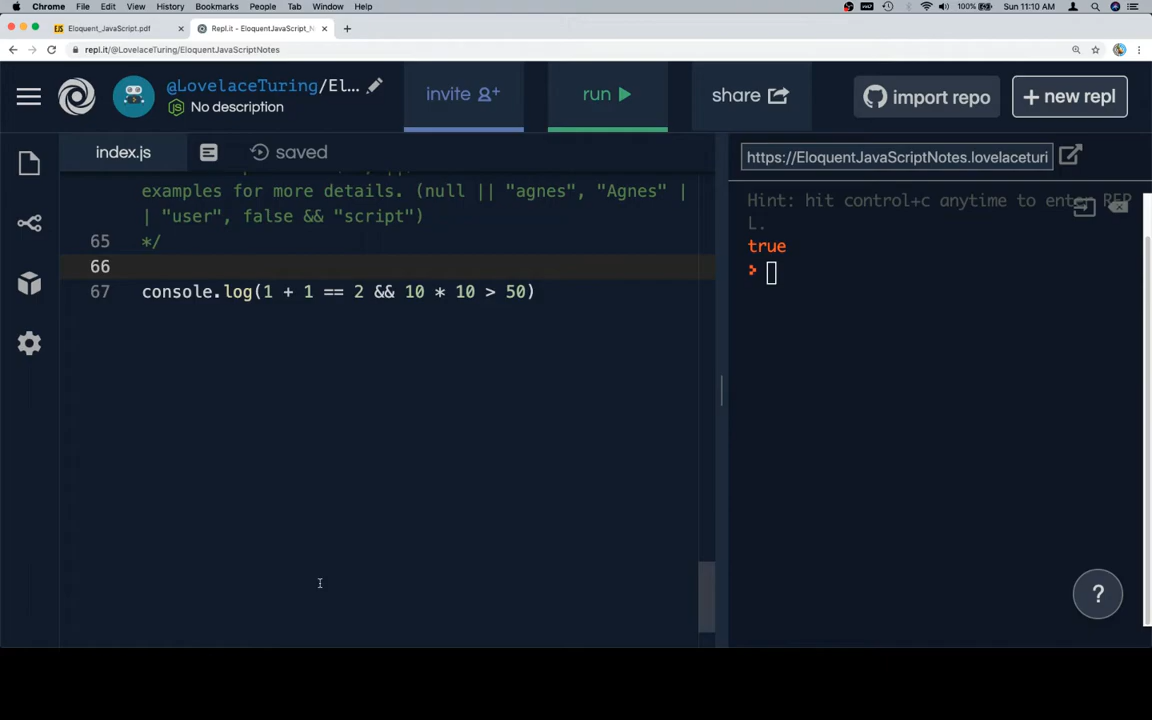 Chrome File Edit View History Bookmarks People Tab Window Help 100% Sun 11:10 AM
Eloquent_JavaScript.pdf × Repl.it - EloquentJavaScript_N × +
repl.it/@LovelaceTuring/EloquentJavaScriptNotes
@LovelaceTuring/Elo...
No description
invite
run
share
import repo
+ new repl
index.js
saved
https://EloquentJavaScriptNotes.lovelaceturi
examples for more details. (null || "agnes", "Agnes" |
| "user", false && "script")
65 */
66
67 console.log(1 + 1 == 2 && 10 * 10 > 50)
Hint: hit control+c anytime to enter REP
L.
true
?